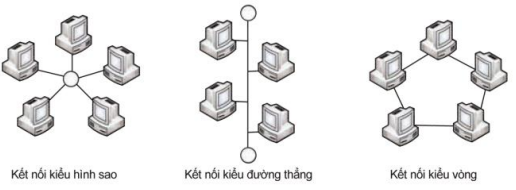 Kết nối kiểu hình sao
Kết nối kiểu đường thẳng
Kết nối kiểu vòng